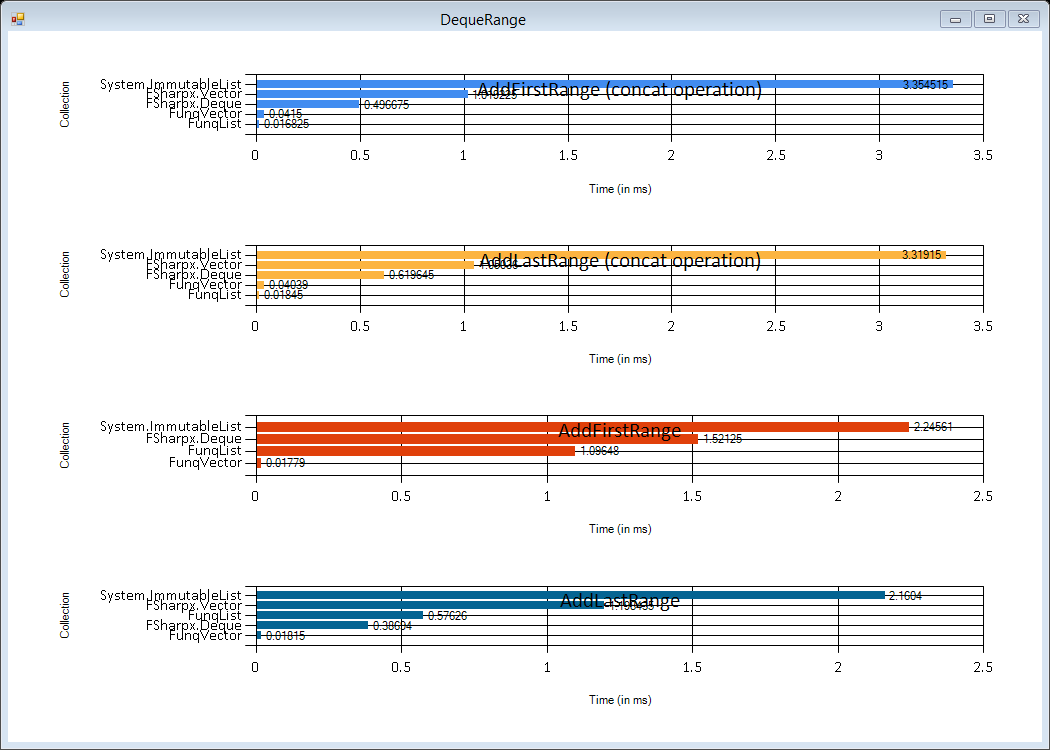 DequeRange
AddFirstRange (concat operation)
Collection
System.ImmutableList 3.354515
FSharpx.Vector 1.019225
FSharpx.Deque 0.496675
FunqVector 0.0415
FunqList 0.016825
0 0.5 1 1.5 2 2.5 3 3.5
Time (in ms)
AddLastRange (concat operation)
Collection
System.ImmutableList 3.31915
FSharpx.Vector
FSharpx.Deque 0.619645
FunqVector 0.04039
FunqList 0.01845
0 0.5 1 1.5 2 2.5 3 3.5
Time (in ms)
AddFirstRange
Collection
System.ImmutableList 2.24561
FSharpx.Deque 1.52125
FunqList 1.09648
FunqVector 0.01779
0 0.5 1 1.5 2 2.5
Time (in ms)
AddLastRange
Collection
System.ImmutableList 2.1604
FSharpx.Vector
FunqList 0.57626
FSharpx.Deque 0.38604
FunqVector 0.01815
0 0.5 1 1.5 2 2.5
Time (in ms)